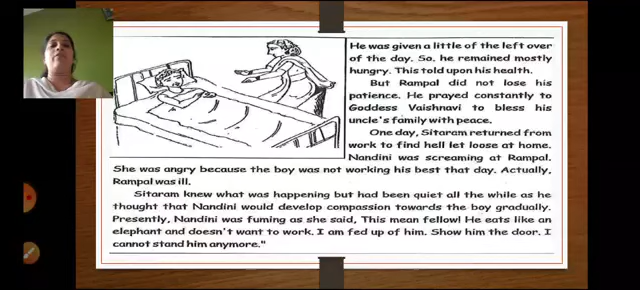 He was given a little of the left over
of the day. So, he remained mostly
hungry. This told upon his health.
But Rampal did not lose his
patience. He prayed constantly to
Goddess Vaishnavi to bless his
uncle's family with peace.
One day, Sitaram returned from
work to find hell let loose at home.
Nandini was screaming at Rampal.
She was angry because the boy was not working his best that day. Actually,
Rampal was ill.
Sitaram knew what was happening but had been quiet all the while as he
thought that Nandini would develop compassion towards the boy gradually.
Presently, Nandini was fuming as she said, This mean fellow! He eats like an
elephant and doesn't want to work. I am fed up of him. Show him the door. I
cannot stand him anymore."